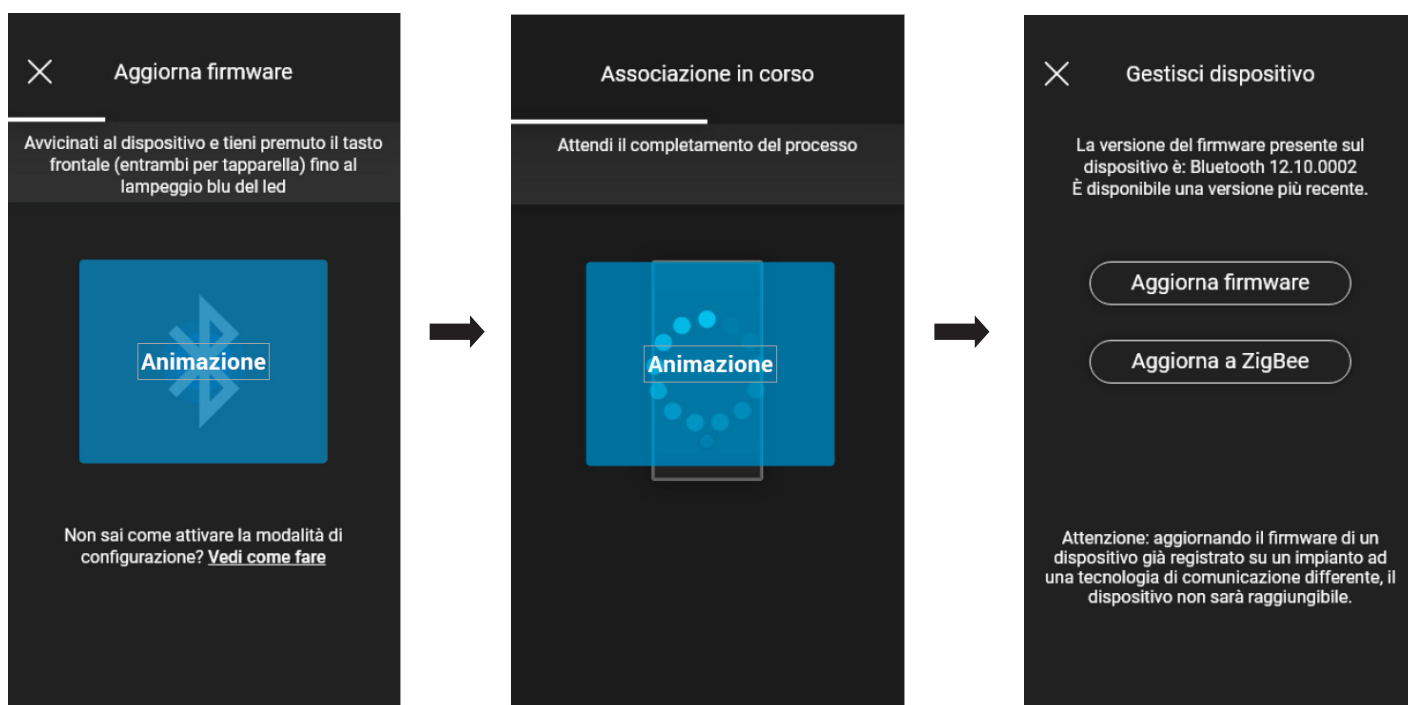 Aggiorna firmware
Avvicinati al dispositivo e tieni premuto il tasto
frontale (entrambi per tapparella) fino al
lampeggio blu del led
Animazione
Non sai come attivare la modalità di
configurazione? Vedi come fare
Associazione in corso
Attendi il completamento del processo
Animazione
Gestisci dispositivo
La versione del firmware presente sul
dispositivo è: Bluetooth 12.10.0002
È disponibile una versione più recente.
Aggiorna firmware
Aggiorna a ZigBee
Attenzione: aggiornando il firmware di un
dispositivo già registrato su un impianto ad
una tecnologia di comunicazione differente, il
dispositivo non sarà raggiungibile.